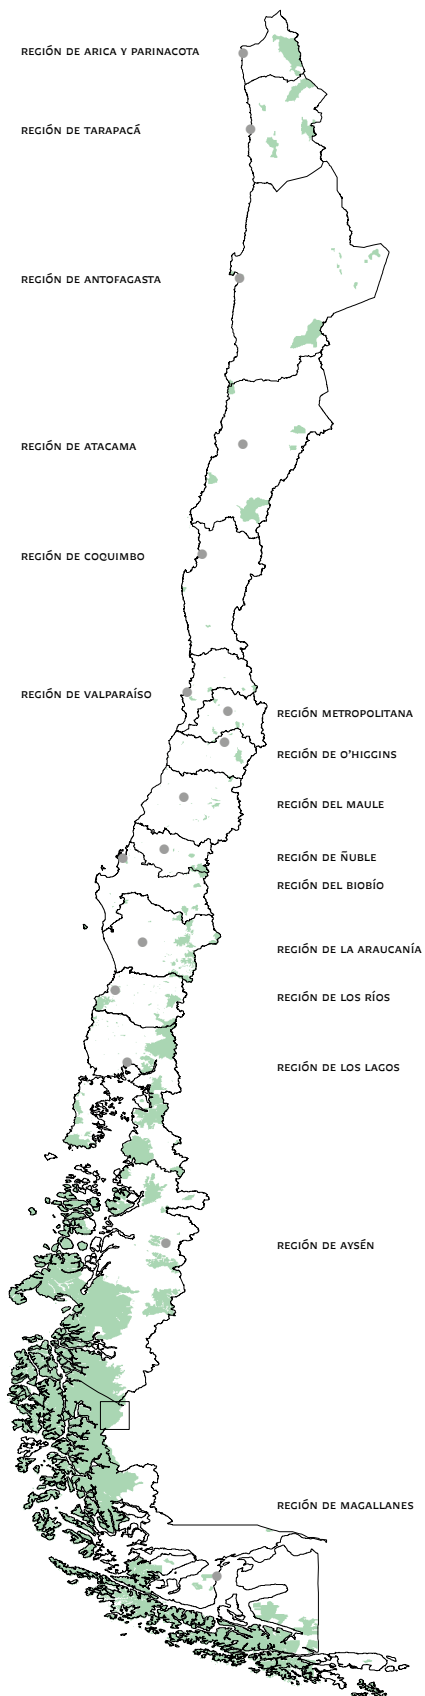 REGIÓN DE ARICA Y PARINACOTA
REGIÓN DE TARAPACÁ
REGIÓN DE ANTOFAGASTA
REGIÓN DE ATACAMA
REGIÓN DE COQUIMBO
REGIÓN DE VALPARAÍSO
REGIÓN METROPOLITANA
REGIÓN DE O'HIGGINS
REGIÓN DEL MAULE
REGIÓN DE ÑUBLE
REGIÓN DEL BIOBÍO
REGIÓN DE LA ARAUCANÍA
REGIÓN DE LOS RÍOS
REGIÓN DE LOS LAGOS
REGIÓN DE AYSÉN
REGIÓN DE MAGALLANES